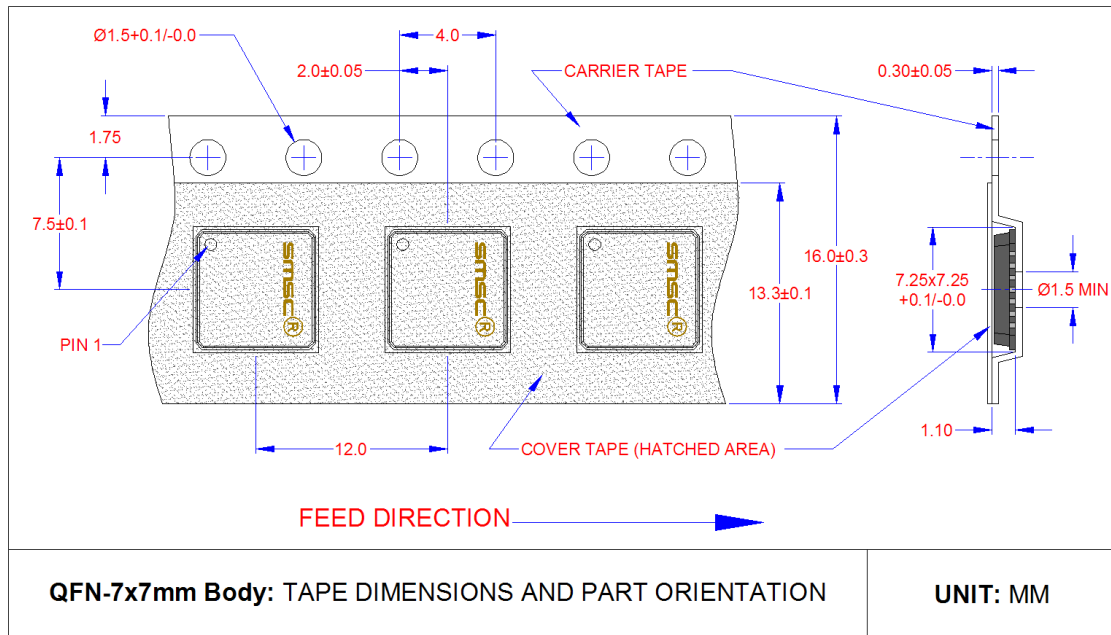 Ø1.5+0.1/-0.0
4.0
2.0±0.05
CARRIER TAPE
0.30±0.05
1.75
7.5±0.1
smsc®
smsc®
smsc®
16.0±0.3
13.3±0.1
7.25x7.25
+0.1/-0.0
Ø1.5 MIN
PIN 1
12.0
COVER TAPE (HATCHED AREA)
1.10
FEED DIRECTION
QFN-7x7mm Body: TAPE DIMENSIONS AND PART ORIENTATION
UNIT: MM